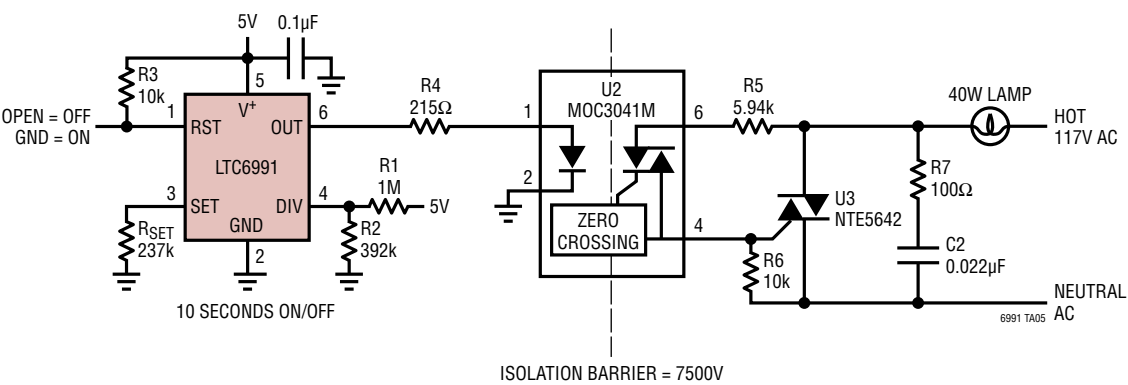 5V
0.1µF
R3
10k
5
V+
1
RST
OUT
6
OPEN = OFF
GND = ON
LTC6991
3
SET
DIV
4
GND
2
RSET
237k
R1
1M
5V
R2
392k
10 SECONDS ON/OFF
R4
215Ω
1
2
U2
MOC3041M
ZERO
CROSSING
6
4
R5
5.94k
R6
10k
U3
NTE5642
40W LAMP
HOT
117V AC
R7
100Ω
C2
0.022µF
NEUTRAL
AC
6991 TA05
ISOLATION BARRIER = 7500V